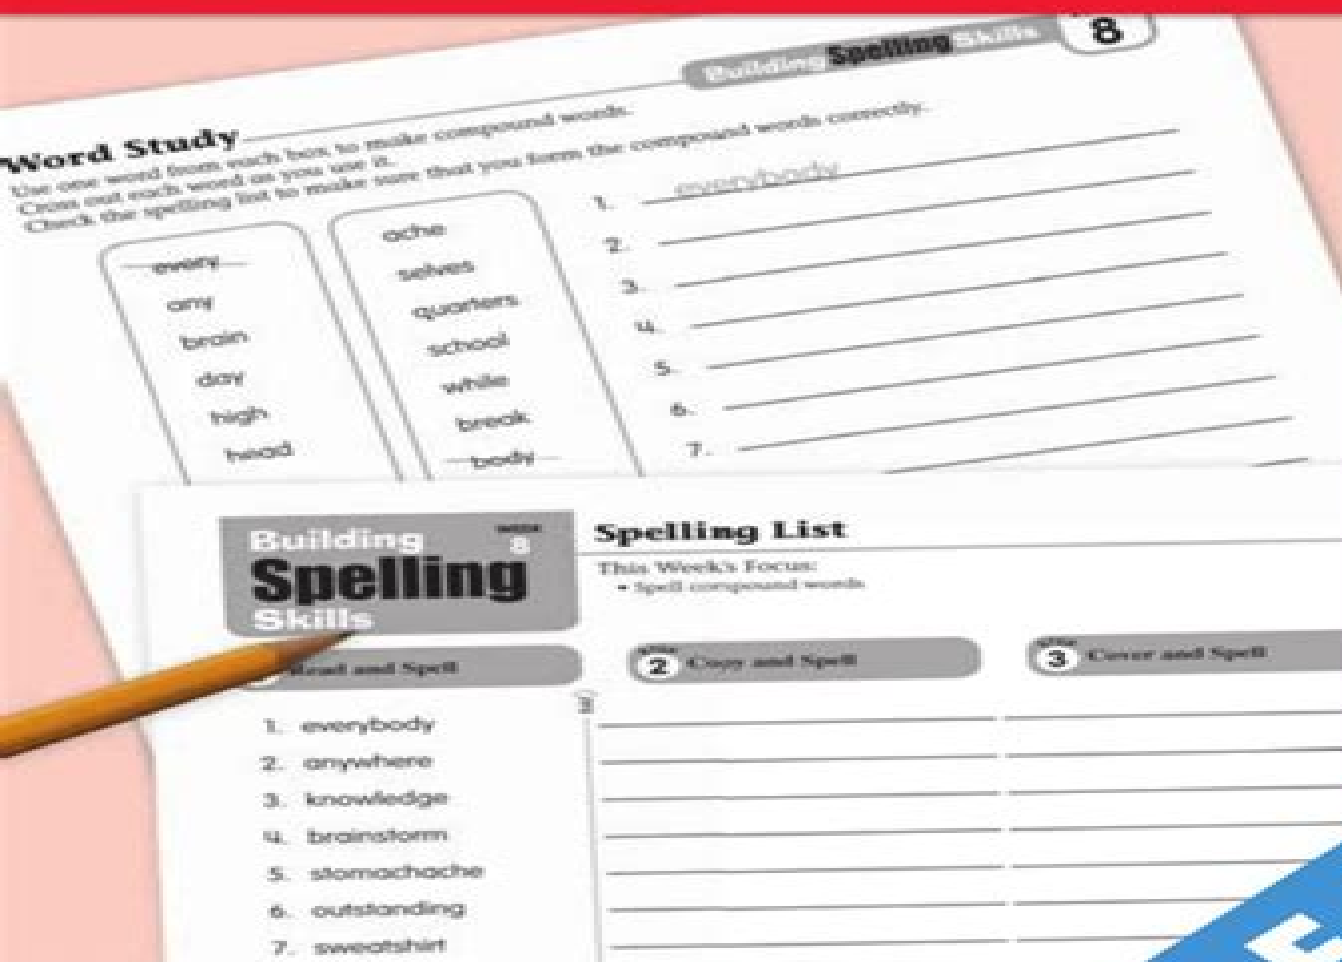 Building Spelling Skills
8
Word Study
Use one word from each box to make compound words.
Cross out each word as you use it.
Check the spelling list to make sure that you form the compound words correctly.
every
any
brain
day
high
head
ache
selves
quarters
school
while
break
body
1. everybody
2.
3.
4.
5.
6.
7.
Building
Spelling
Skills
WEEK
8
Spelling List
This Week's Focus:
• Spell compound words
Read and Spell
2 Copy and Spell
3 Cover and Spell
1. everybody
2. anywhere
3. knowledge
4. brainstorm
5. stomachache
6. outstanding
7. sweatshirt